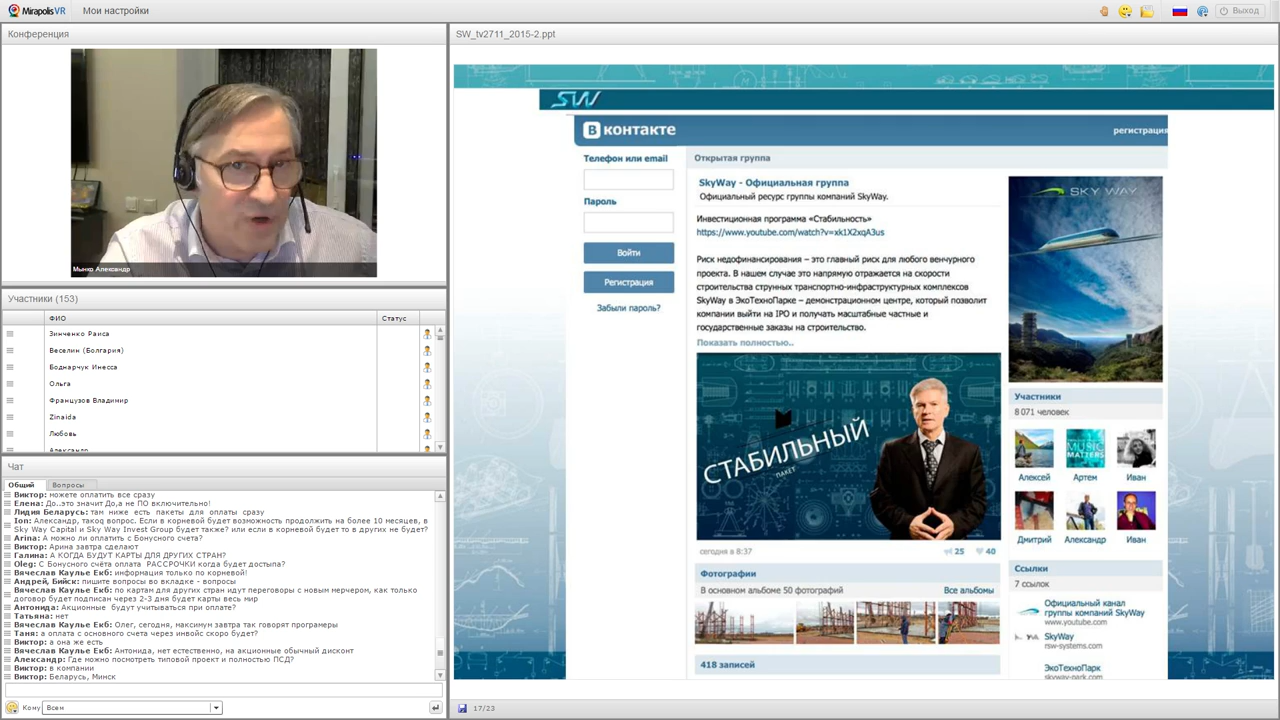 Mirapolis VR
Мои настройки
Выход
Конференция
Мынко Александр
Участники (153)
ФИО
Статус
Зинченко Раиса
Веселин (Болгария)
Боднарчук Инесса
Ольга
Французов Владимир
Zinaida
Любовь
Александр
Чат
Общий
Вопросы
Виктор: можете оплатить все сразу
Елена: До..это значит До,а не ПО включительно!
Лидия Беларусь: там ниже есть пакеты для оплаты сразу
Ion: Александр, такоq вопрос. Если в корневой будет возможность продолжить на более 10 месяцев, в
Sky Way Capital и Sky Way Invest Group будет также? или если в корневой будет то в других не будет?
Arina: А можно ли оплатить с Бонусного счета?
Виктор: Арина завтра сделают
Галина: А КОГДА БУДУТ КАРТЫ ДЛЯ ДРУГИХ СТРАН?
Oleg: С Бонусного счёта оплата РАССРОЧКИ когда будет достыпа?
Вячеслав Каулье Екб: информация только по корневой!
Андрей, Бийск: пишите вопросы во вкладке - вопросы
Вячеслав Каулье Екб: по картам для других стран идут переговоры с новым мерчером, как только
договор будет подписан через 2-3 дня будет карты весь мир
Антонида: Акционные будут учитываться при оплате?
Татьяна: нет
Вячеслав Каулье Екб: Олег, сегодня, максимум завтра так говорят програмеры
Таня: а оплата с основного счета через инвойс скоро будет?
Виктор: а она же есть
Вячеслав Каулье Екб: Антонида, нет естественно, на акционные обычный дисконт
Александр: Где можно посмотреть типовой проект и полностью ПСД?
Виктор: в компании
Виктор: Беларусь, Минск
Кому
Всем
SW_tv2711_2015-2.ppt
SW
В контакте
регистрация
Телефон или email
Пароль
Войти
Регистрация
Забыли пароль?
Открытая группа
SkyWay - Официальная группа
Официальный ресурс группы компаний SkyWay.
Инвестиционная программа «Стабильность»
https://www.youtube.com/watch?v=xk1X2xqA3us
Риск недофинансирования – это главный риск для любого венчурного
проекта. В нашем случае это напрямую отражается на скорости
строительства струнных транспортно-инфраструктурных комплексов
SkyWay в ЭкоТехноПарке – демонстрационном центре, который позволит
компании выйти на IPO и получать масштабные частные и
государственные заказы на строительство.
Показать полностью..
СТАБИЛЬНЫЙ
ПАКЕТ
сегодня в 8:37
25
40
Фотографии
В основном альбоме 50 фотографий
Все альбомы
418 записей
SKY WAY
Участники
8 071 человек
MUSIC
MATTERS
Алексей
Артем
Иван
Дмитрий
Александр
Иван
Ссылки
7 ссылок
Официальный канал
группы компаний SkyWay
www.youtube.com
SkyWay
rsw-systems.com
ЭкоТехноПарк
skyway-park.com
17/23